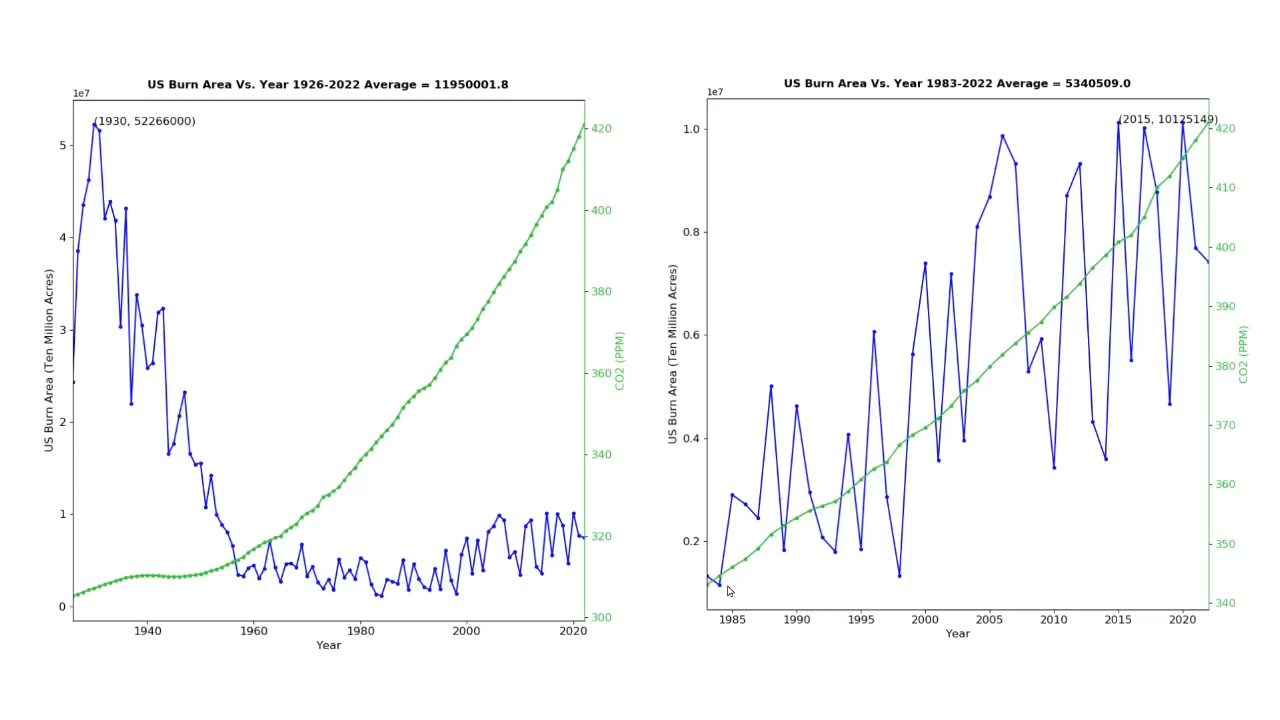 US Burn Area Vs. Year 1926-2022 Average = 11950001.8
1e7
(1930, 52266000)
5
4
3
2
1
0
US Burn Area (Ten Million Acres)
420
400
380
360
340
320
300
CO2 (PPM)
1940 1960 1980 2000 2020
Year
US Burn Area Vs. Year 1983-2022 Average = 5340509.0
1e7
(2015, 10125149)
1.0
0.8
0.6
0.4
0.2
US Burn Area (Ten Million Acres)
420
410
400
390
380
370
360
350
340
CO2 (PPM)
1985 1990 1995 2000 2005 2010 2015 2020
Year